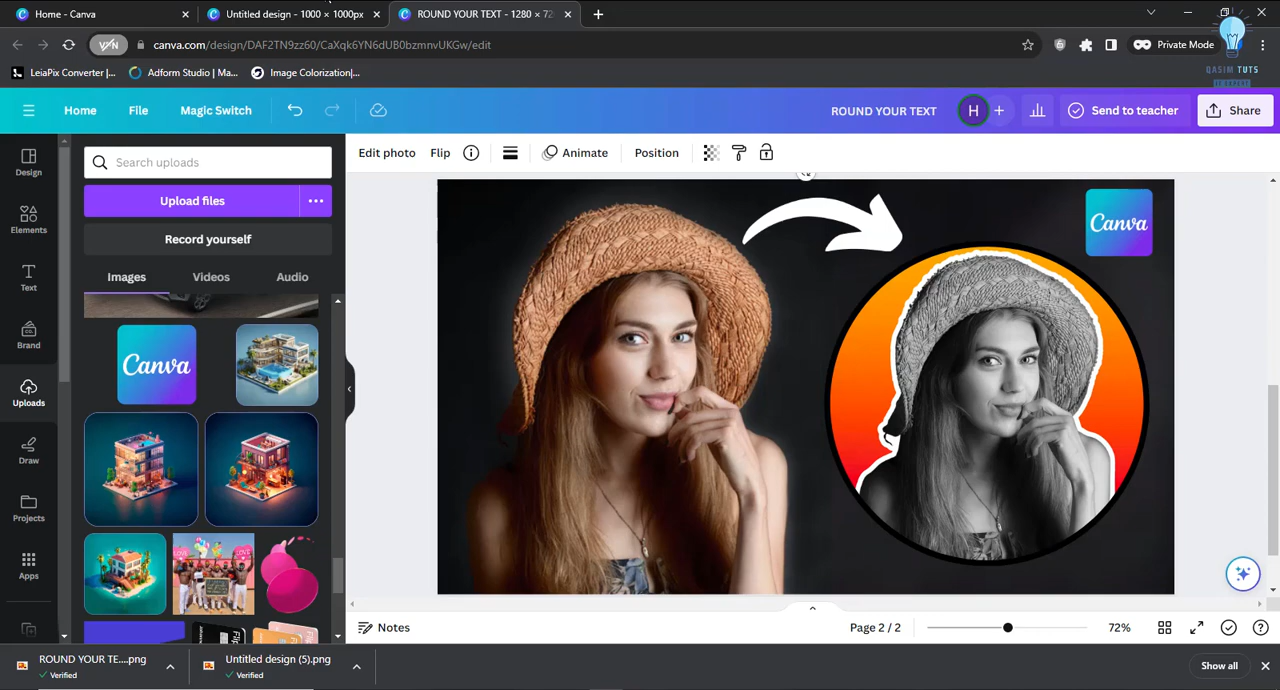 Home - Canva
Untitled design - 1000 × 1000px
ROUND YOUR TEXT - 1280 × 72
canva.com/design/DAF2TN9zz60/CaXqk6YN6dUB0bzmnvUKGw/edit
Private Mode
LeiaPix Converter |...
Adform Studio | Ma...
Image Colorization|...
QASIM TUTS
Home
File
Magic Switch
ROUND YOUR TEXT
H
Send to teacher
Share
Design
Elements
Text
Brand
Uploads
Draw
Projects
Apps
Search uploads
Upload files
Record yourself
Images
Videos
Audio
Canva
Edit photo
Flip
Animate
Position
Canva
Notes
Page 2 / 2
72%
ROUND YOUR TE....png
Verified
Untitled design (5).png
Verified
Show all